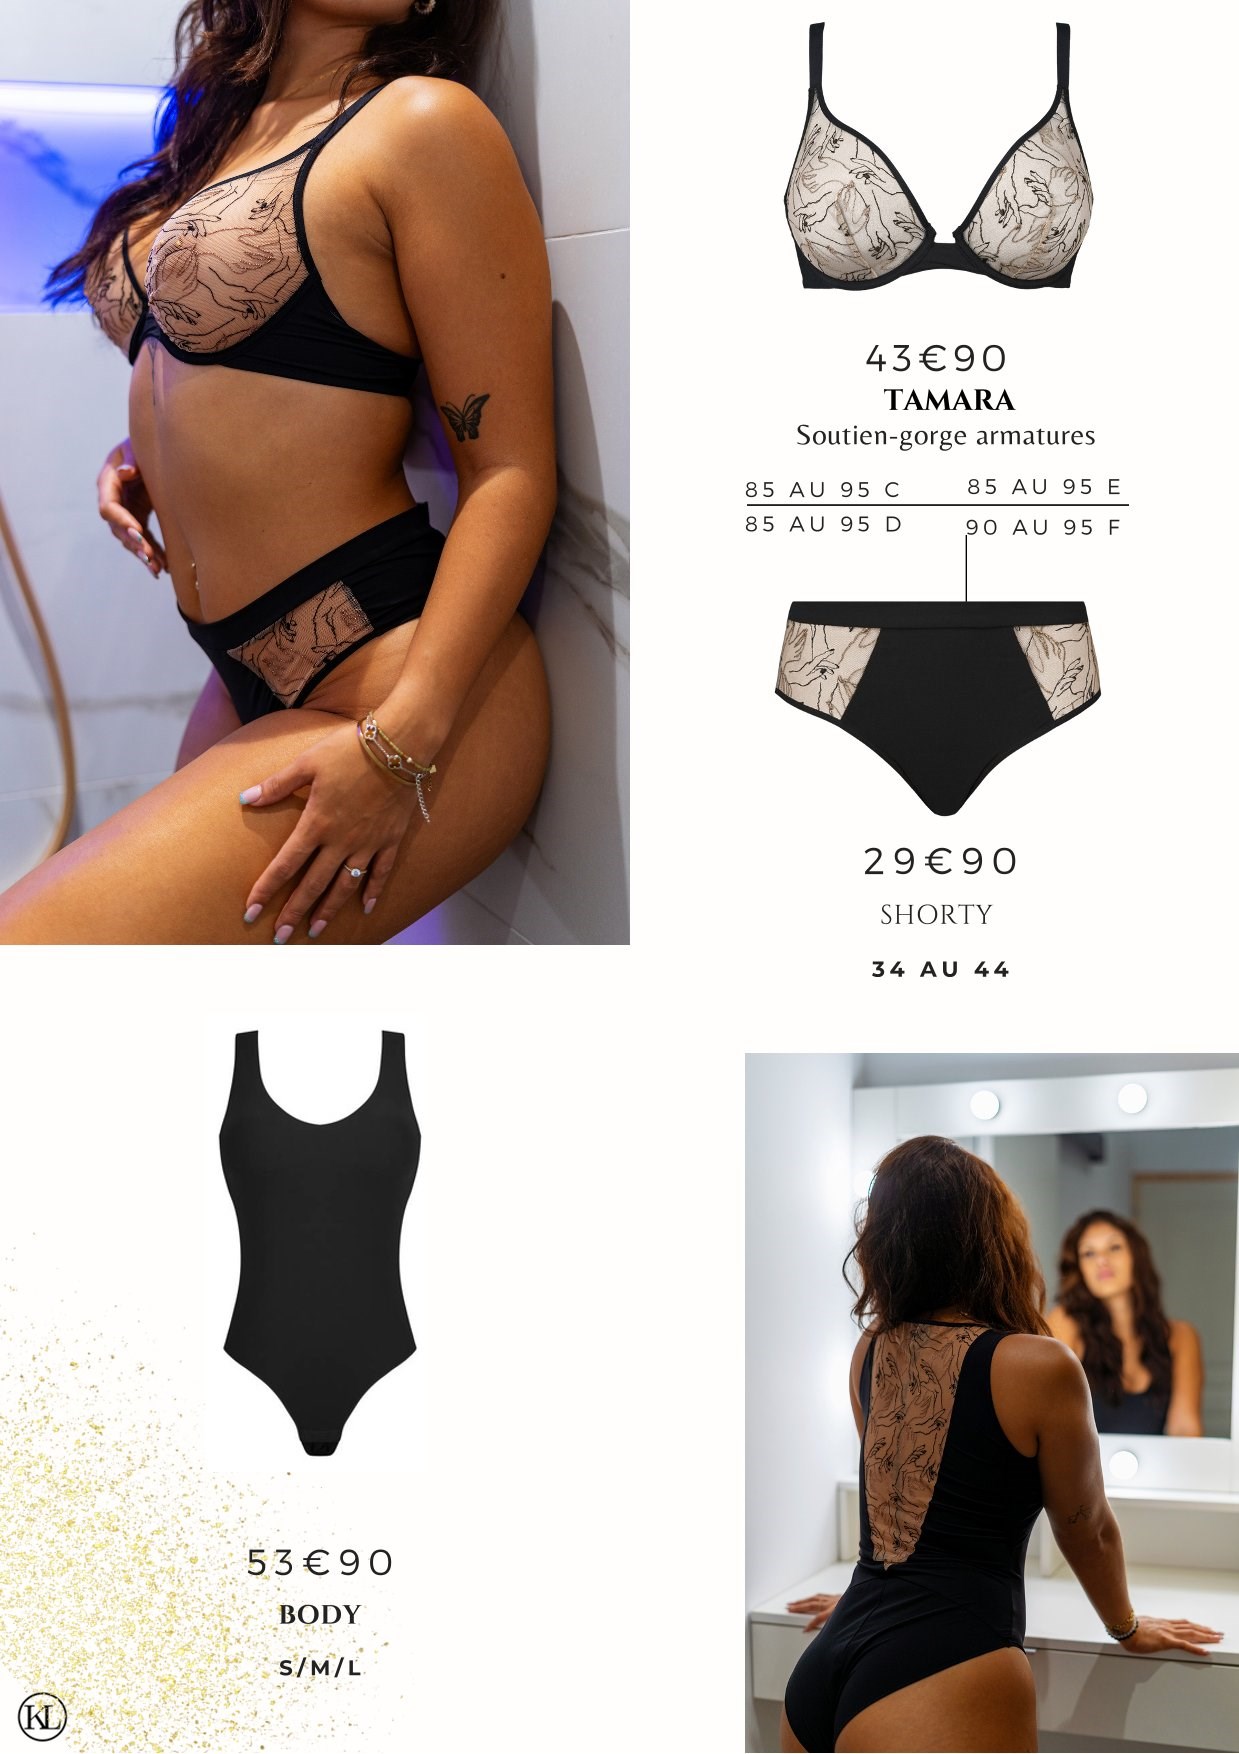 43€90
TAMARA
Soutien-gorge armatures
85 AU 95 C
85 AU 95 E
85 AU 95 D
90 AU 95 F
29€90
SHORTY
34 AU 44
53€90
BODY
S/M/L
KL